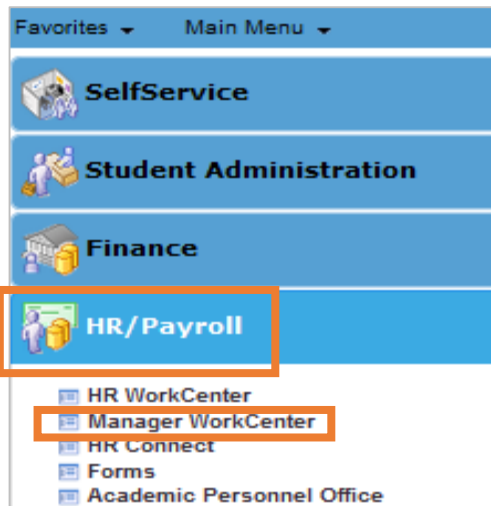 Favorites Main Menu
SelfService
Student Administration
Finance
HR/Payroll
HR WorkCenter
Manager WorkCenter
HR Connect
Forms
Academic Personnel Office